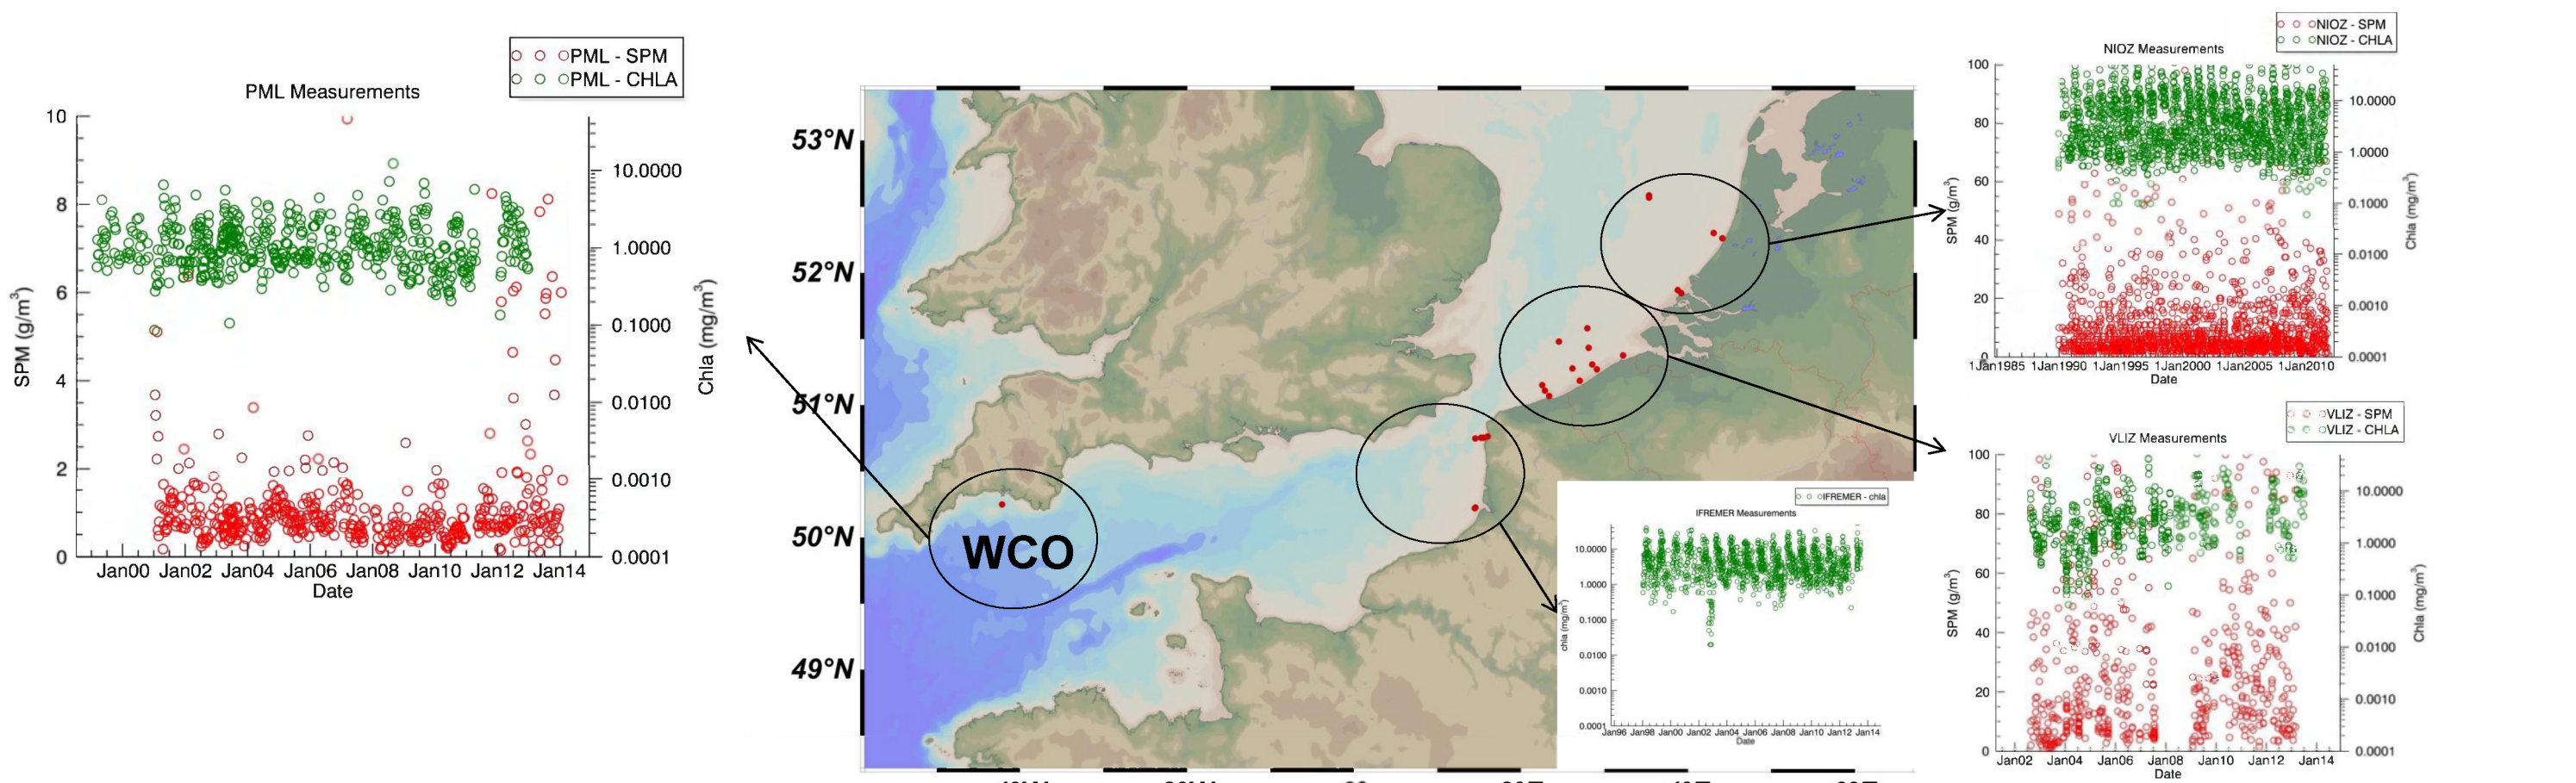 PML - SPM
PML - CHLA
PML Measurements
SPM (g/m³)
10
8
6
4
2
0
10.0000
1.0000
0.1000
0.0100
0.0010
0.0001
Chla (mg/m³)
Jan00 Jan02 Jan04 Jan06 Jan08 Jan10 Jan12 Jan14
Date
53°N
52°N
51°N
50°N
49°N
WCO
IFREMER - chla
IFREMER Measurements
chla (mg/m³)
10.0000
1.0000
0.1000
0.0100
0.0010
0.0001
Jan96 Jan98 Jan00 Jan02 Jan04 Jan06 Jan08 Jan10 Jan12 Jan14
Date
NIOZ - SPM
NIOZ - CHLA
NIOZ Measurements
SPM (g/m³)
100
80
60
40
20
0
10.0000
1.0000
0.1000
0.0100
0.0010
0.0001
Chla (mg/m³)
1Jan1985 1Jan1990 1Jan1995 1Jan2000 1Jan2005 1Jan2010
Date
VLIZ - SPM
VLIZ - CHLA
VLIZ Measurements
SPM (g/m³)
100
80
60
40
20
0
10.0000
1.0000
0.1000
0.0100
0.0010
0.0001
Chla (mg/m³)
Jan02 Jan04 Jan06 Jan08 Jan10 Jan12 Jan14
Date